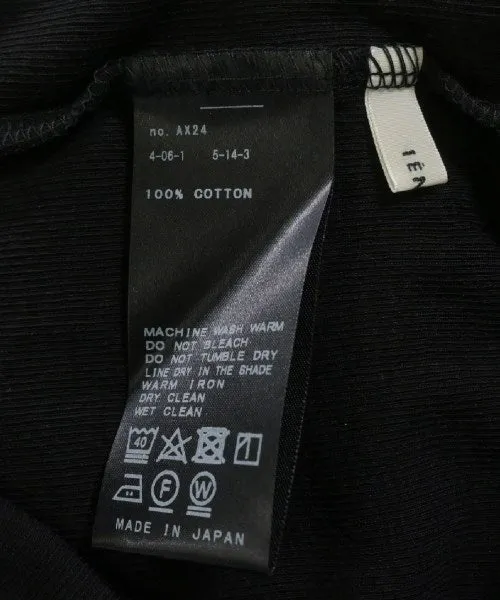 no. AX24
4-06-1 5-14-3
100% COTTON
MACHINE WASH WARM
DO NOT BLEACH
DO NOT TUMBLE DRY
LINE DRY IN THE SHADE
WARM IRON
DRY CLEAN
WET CLEAN
40
F
W
MADE IN JAPAN
IÉN